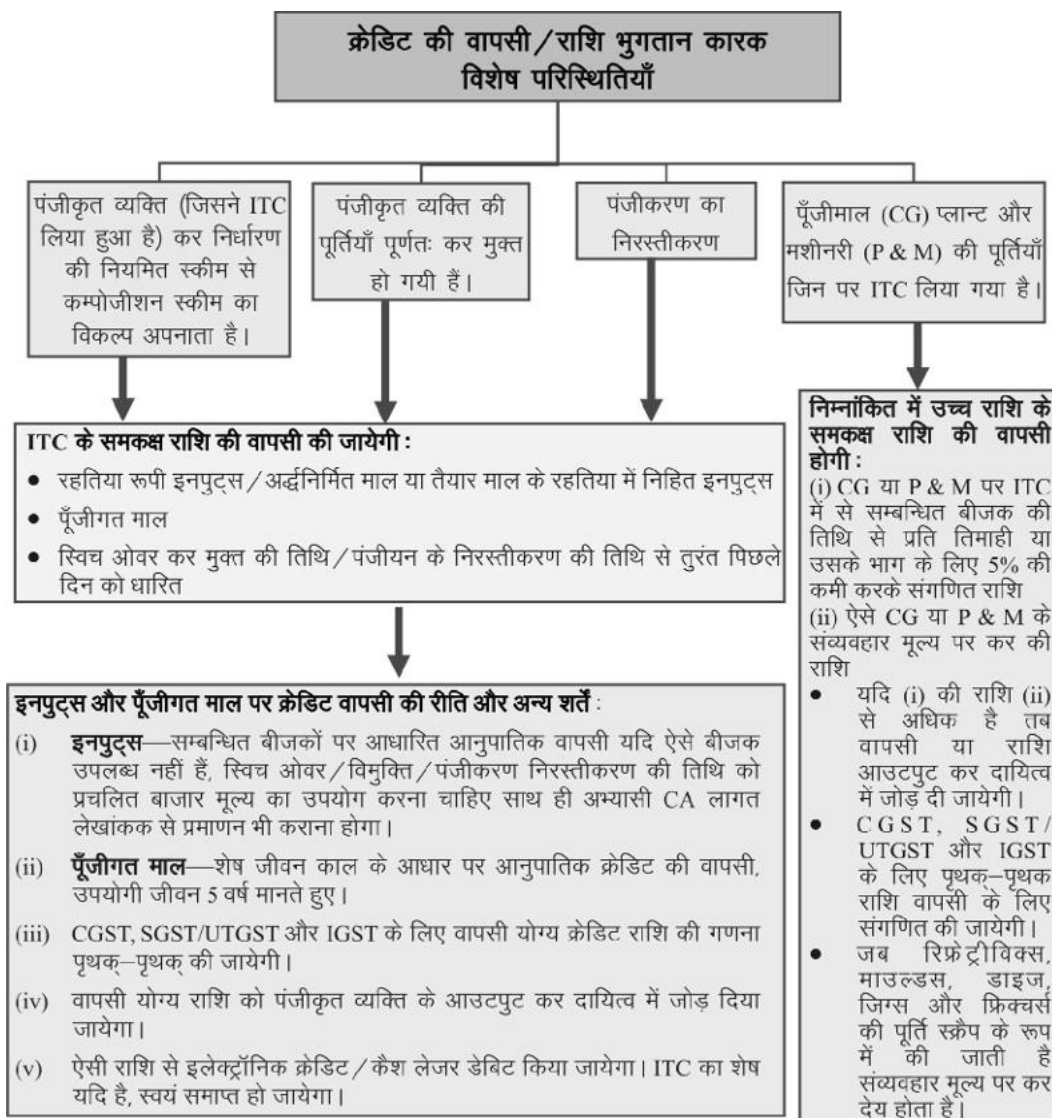 क्रेडिट की वापसी/राशि भुगतान कारक
विशेष परिस्थितियाँ
पंजीकृत व्यक्ति (जिसने ITC
लिया हुआ है) कर निर्धारण
की नियमित स्कीम से
कम्पोजीशन स्कीम का
विकल्प अपनाता है।
पंजीकृत व्यक्ति की
पूर्तियाँ पूर्णतः कर मुक्त
हो गयी हैं।
पंजीकरण का
निरस्तीकरण
पूँजीमाल (CG) प्लान्ट और
मशीनरी (P & M) की पूर्तियाँ
जिन पर ITC लिया गया है।
ITC के समकक्ष राशि की वापसी की जायेगी :
• रहतिया रूपी इनपुट्स/अर्द्धनिर्मित माल या तैयार माल के रहतिया में निहित इनपुट्स
• पूँजीगत माल
• स्विच ओवर कर मुक्त की तिथि/पंजीयन के निरस्तीकरण की तिथि से तुरंत पिछले
दिन को धारित
इनपुट्स और पूँजीगत माल पर क्रेडिट वापसी की रीति और अन्य शर्तें :
(i) इनपुट्स—सम्बन्धित बीजकों पर आधारित आनुपातिक वापसी यदि ऐसे बीजक
उपलब्ध नहीं हैं, स्विच ओवर/विमुक्ति/पंजीकरण निरस्तीकरण की तिथि को
प्रचलित बाजार मूल्य का उपयोग करना चाहिए साथ ही अभ्यासी CA लागत
लेखांकक से प्रमाणन भी कराना होगा।
(ii) पूँजीगत माल—शेष जीवन काल के आधार पर आनुपातिक क्रेडिट की वापसी,
उपयोगी जीवन 5 वर्ष मानते हुए।
(iii) CGST, SGST/UTGST और IGST के लिए वापसी योग्य क्रेडिट राशि की गणना
पृथक्–पृथक् की जायेगी।
(iv) वापसी योग्य राशि को पंजीकृत व्यक्ति के आउटपुट कर दायित्व में जोड़ दिया
जायेगा।
(v) ऐसी राशि से इलेक्ट्रॉनिक क्रेडिट/कैश लेजर डेबिट किया जायेगा। ITC का शेष
यदि है, स्वयं समाप्त हो जायेगा।
निम्नांकित में उच्च राशि के
समकक्ष राशि की वापसी
होगी :
(i) CG या P & M पर ITC
में से सम्बन्धित बीजक की
तिथि से प्रति तिमाही या
उसके भाग के लिए 5% की
कमी करके संगणित राशि
(ii) ऐसे CG या P & M के
संव्यवहार मूल्य पर कर की
राशि
• यदि (i) की राशि (ii)
से अधिक है तब
वापसी या राशि
आउटपुट कर दायित्व
में जोड़ दी जायेगी।
• CGST, SGST/
UTGST और IGST
के लिए पृथक्–पृथक
राशि वापसी के लिए
संगणित की जायेगी।
• जब रिफ्रेट्रीविक्स,
माउल्डस, डाइज,
जिग्स और फ्रिक्चर्स
की पूर्ति स्क्रैप के रूप
में की जाती है
संव्यवहार मूल्य पर कर
देय होता है।